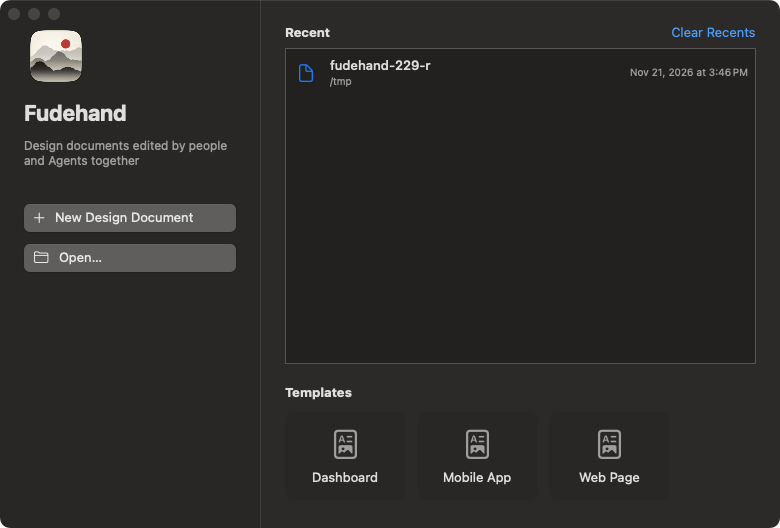 Fudehand
Design documents edited by people
and Agents together
New Design Document
Open...
Recent
Clear Recents
fudehand-229-r
/tmp
Nov 21, 2026 at 3:46 PM
Templates
Dashboard
Mobile App
Web Page